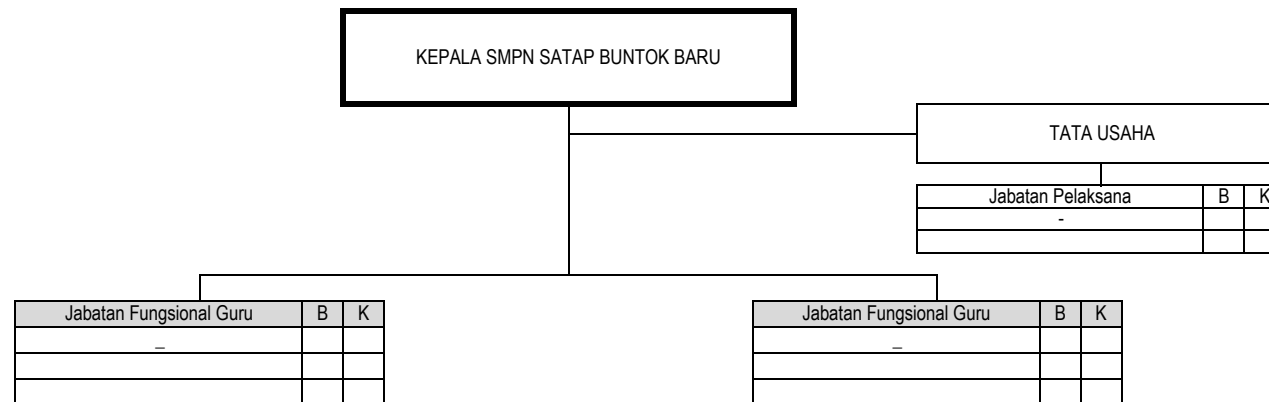 KEPALA SMPN SATAP BUNTOK BARU
TATA USAHA
Jabatan Pelaksana B K
-
Jabatan Fungsional Guru B K
_
Jabatan Fungsional Guru B K
_